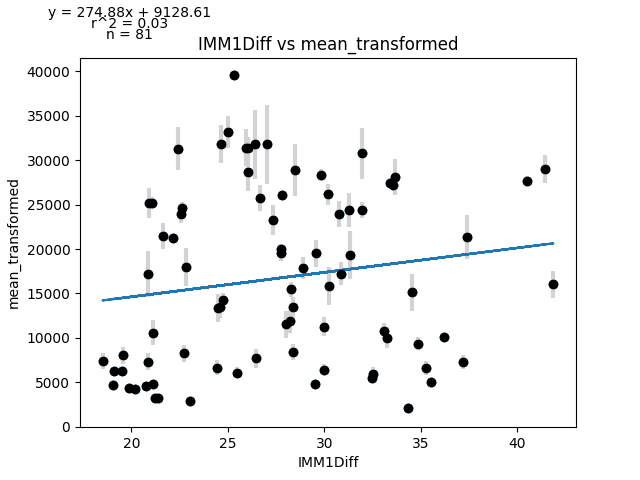 y = 274.88x + 9128.61
r^2 = 0.03
n = 81
IMM1Diff vs mean_transformed
40000
35000
30000
25000
20000
15000
10000
5000
0
mean_transformed
20
25
30
35
40
IMM1Diff